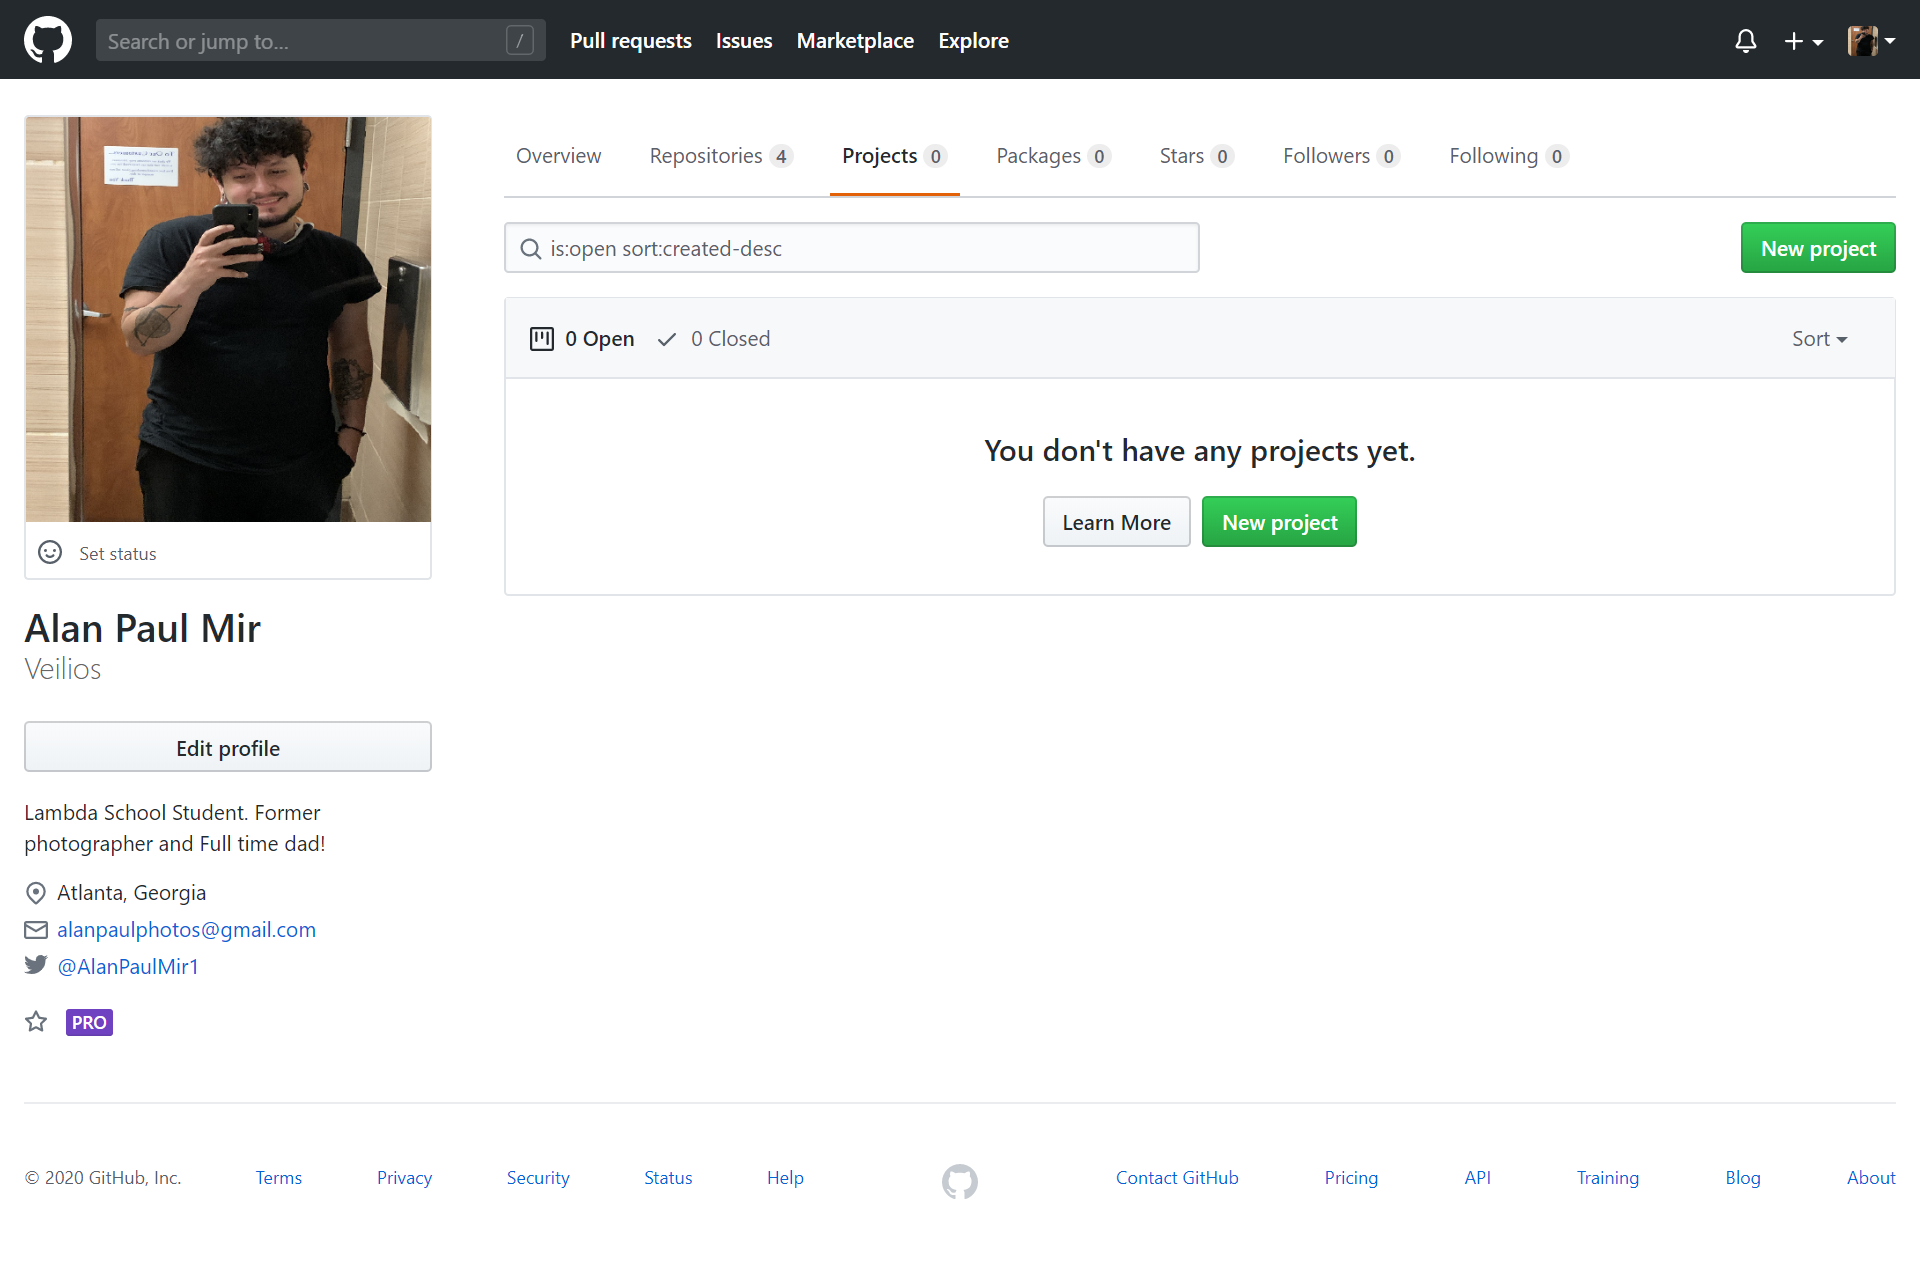 Search or jump to...
/
Pull requests
Issues
Marketplace
Explore
Overview
Repositories 4
Projects 0
Packages 0
Stars 0
Followers 0
Following 0
is:open sort:created-desc
New project
0 Open
0 Closed
Sort
You don't have any projects yet.
Learn More
New project
Set status
Alan Paul Mir
Veilios
Edit profile
Lambda School Student. Former
photographer and Full time dad!
Atlanta, Georgia
alanpaulphotos@gmail.com
@AlanPaulMir1
PRO
© 2020 GitHub, Inc.
Terms
Privacy
Security
Status
Help
Contact GitHub
Pricing
API
Training
Blog
About